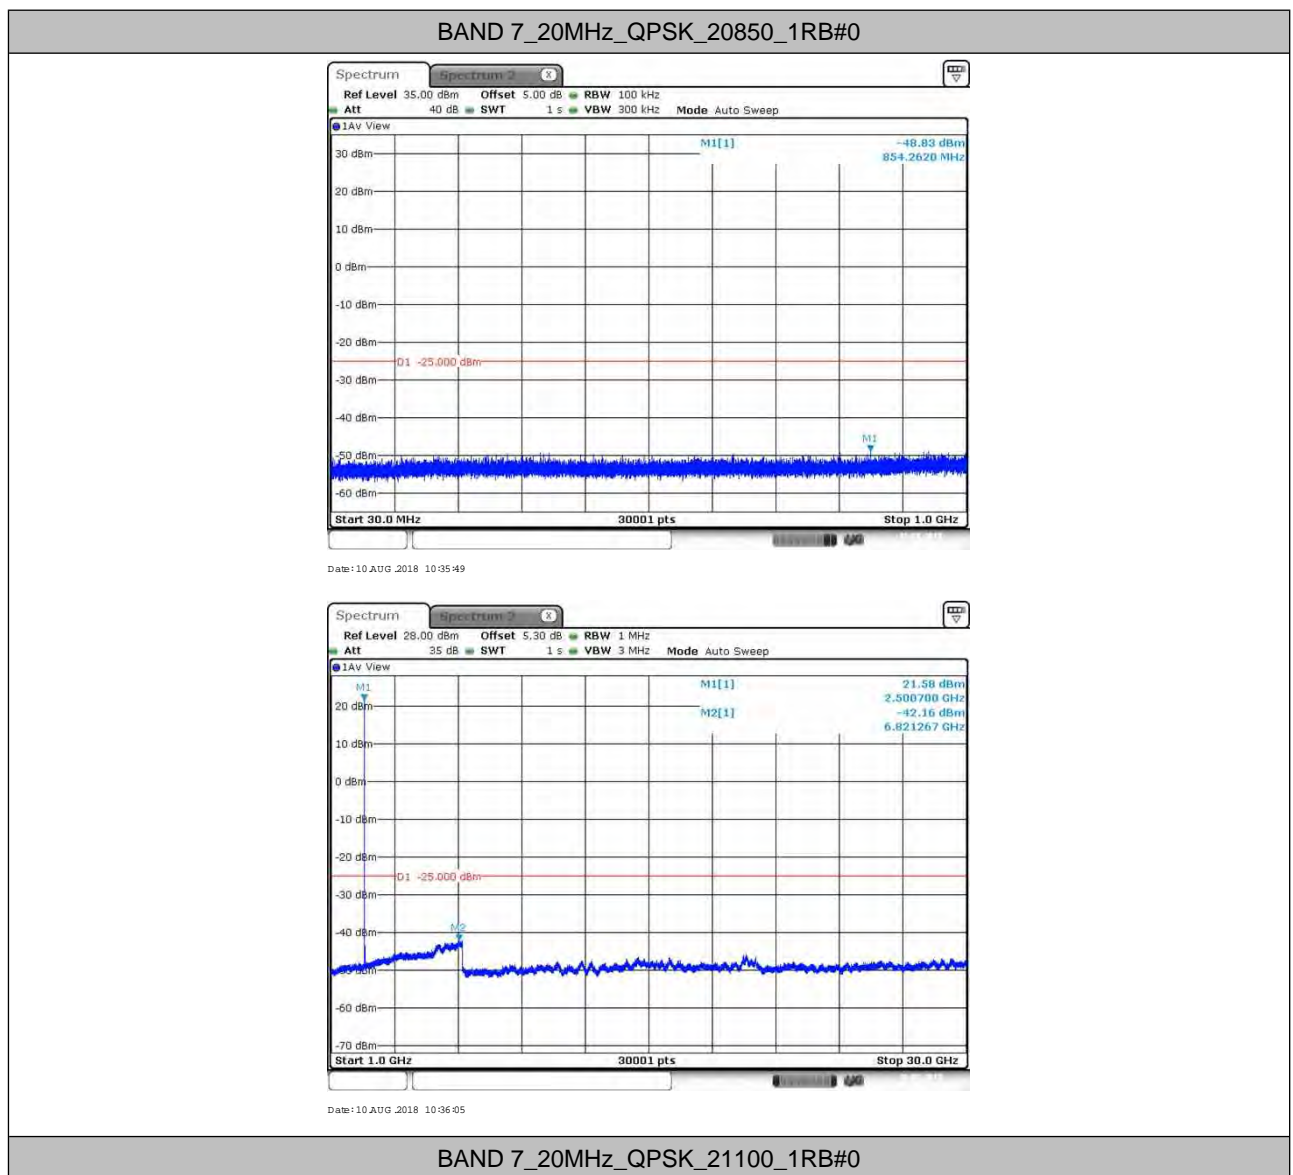 BAND 7_20MHz_QPSK_20850_1RB#0
Spectrum Spectrum 2 X
Ref Level 35.00 dBm Offset 5.00 dB RBW 100 kHz
Att 40 dB SWT 1 s VBW 300 kHz Mode Auto Sweep
1Av View
M1[1] -48.83 dBm
854.2620 MHz
30 dBm
20 dBm
10 dBm
0 dBm
-10 dBm
-20 dBm
D1 -25.000 dBm
-30 dBm
-40 dBm
M1
-50 dBm
-60 dBm
Start 30.0 MHz 30001 pts Stop 1.0 GHz
Date: 10.AUG.2018 10:35:49
Spectrum Spectrum 2 X
Ref Level 28.00 dBm Offset 5.30 dB RBW 1 MHz
Att 35 dB SWT 1 s VBW 3 MHz Mode Auto Sweep
1Av View
M1 M1[1] 21.58 dBm
2.500700 GHz
20 dBm M2[1] -42.16 dBm
6.821267 GHz
10 dBm
0 dBm
-10 dBm
-20 dBm
D1 -25.000 dBm
-30 dBm
M2
-40 dBm
-50 dBm
-60 dBm
-70 dBm
Start 1.0 GHz 30001 pts Stop 30.0 GHz
Date: 10.AUG.2018 10:36:05
BAND 7_20MHz_QPSK_21100_1RB#0